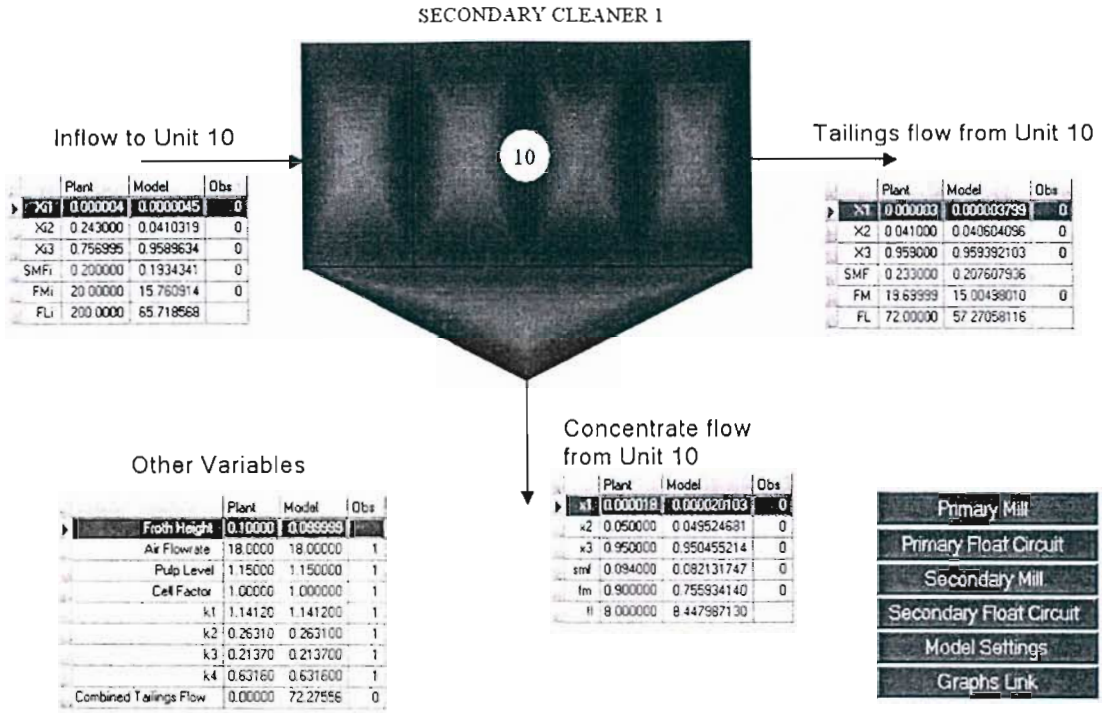 SECONDARY CLEANER 1
10
Inflow to Unit 10
Plant Model Obs
Xi1 0.000004 0.0000045 0
Xi2 0.243000 0.0410319 0
Xi3 0.756995 0.9589634 0
SMFi 0.200000 0.1934341 0
FMi 20.00000 15.760914 0
FLi 200.0000 65.718568
Tailings flow from Unit 10
Plant Model Obs
X1 0.000003 0.000003799 0
X2 0.041000 0.040604096 0
X3 0.959000 0.959392103 0
SMF 0.233000 0.207607936
FM 19.69999 15.00498010 0
FL 72.00000 57.27058116
Concentrate flow
from Unit 10
Plant Model Obs
x1 0.000018 0.000020103 0
x2 0.050000 0.049524681 0
x3 0.950000 0.950455214 0
smf 0.094000 0.082131747 0
fm 0.900000 0.755934140 0
fl 8.000000 8.447987130
Other Variables
Plant Model Obs
Froth Height 0.10000 0.099999
Air Flowrate 18.0000 18.00000 1
Pulp Level 1.15000 1.150000 1
Cell Factor 1.00000 1.000000 1
k1 1.14120 1.141200 1
k2 0.26310 0.263100 1
k3 0.21370 0.213700 1
k4 0.63160 0.631600 1
Combined Tailings Flow 0.00000 72.27556 0
Primary Mill
Primary Float Circuit
Secondary Mill
Secondary Float Circuit
Model Settings
Graphs Link